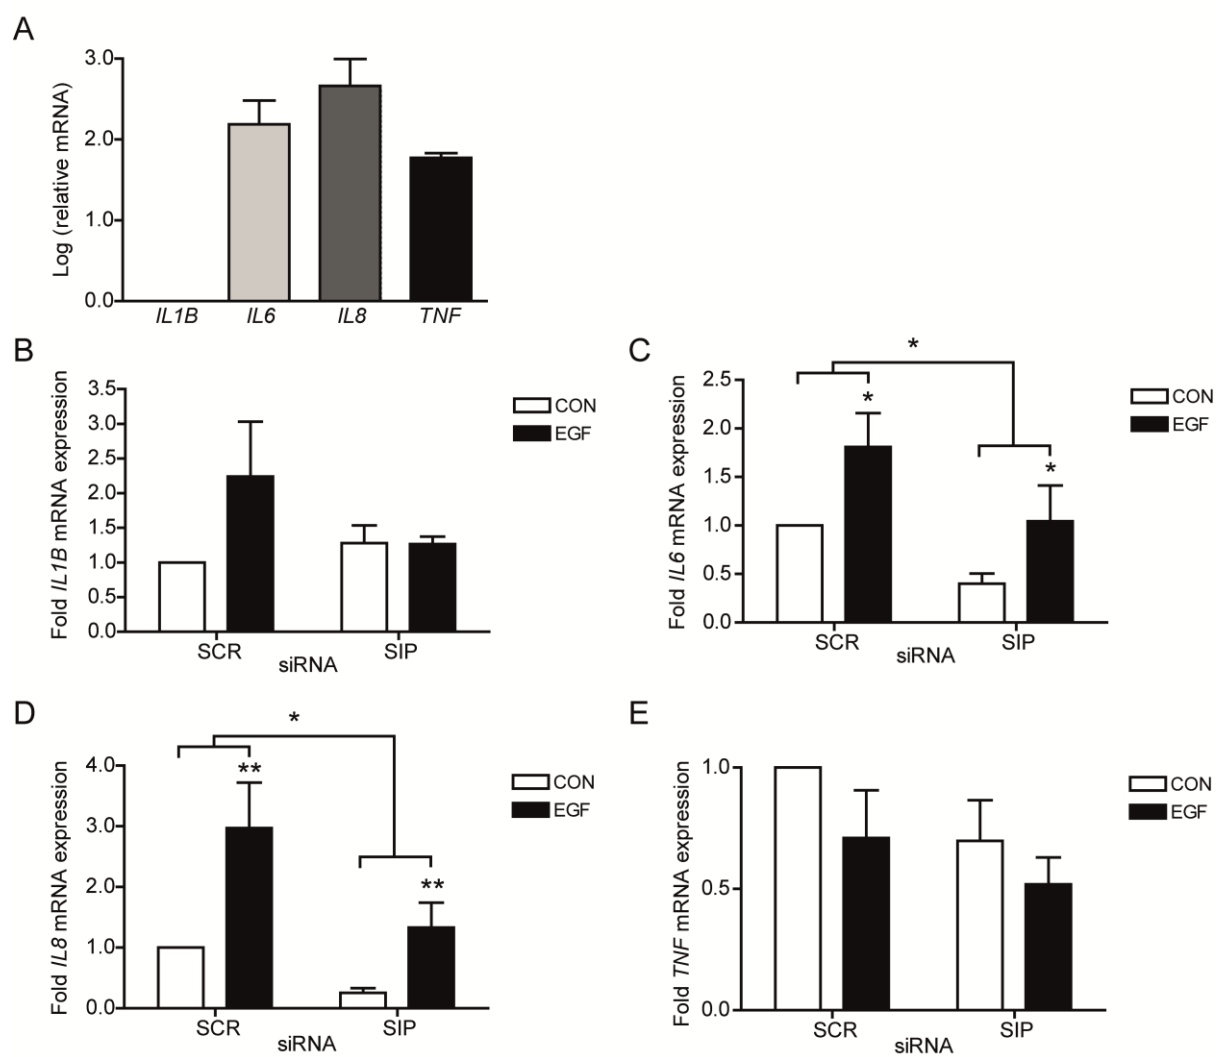 A
Log (relative mRNA)
3.0
2.0
1.0
0.0
IL1B IL6 IL8 TNF
B
Fold IL1B mRNA expression
3.5
3.0
2.5
2.0
1.5
1.0
0.5
0.0
SCR SIP
siRNA
CON
EGF
C
Fold IL6 mRNA expression
2.5
2.0
1.5
1.0
0.5
0.0
*
*
*
SCR SIP
siRNA
CON
EGF
D
Fold IL8 mRNA expression
4.0
3.0
2.0
1.0
0.0
*
**
**
SCR SIP
siRNA
CON
EGF
E
Fold TNF mRNA expression
1.0
0.5
0.0
SCR SIP
siRNA
CON
EGF